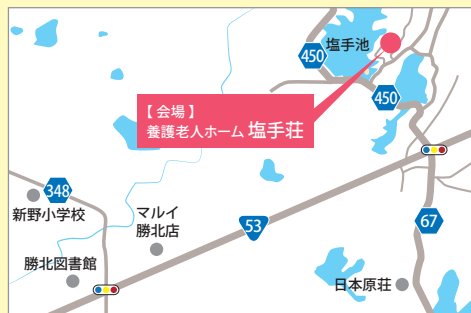 塩手池
450
450
【 会場 】
養護老人ホーム 塩手荘
348
新野小学校
マルイ
勝北店
53
67
勝北図書館
日本原荘